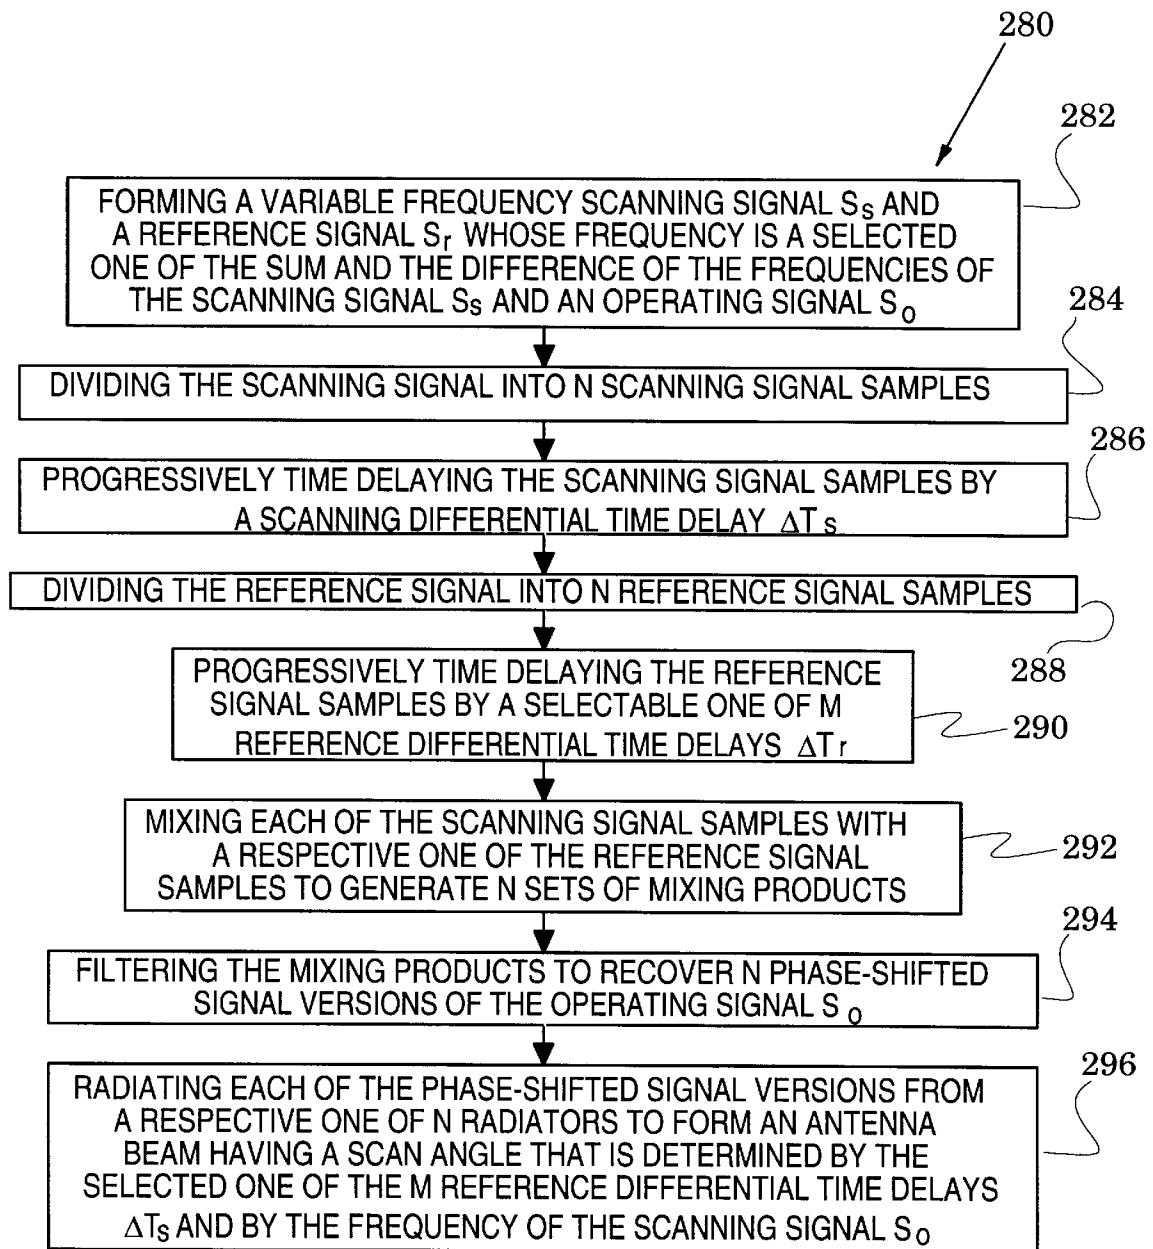 280
282
FORMING A VARIABLE FREQUENCY SCANNING SIGNAL Ss AND
A REFERENCE SIGNAL Sr WHOSE FREQUENCY IS A SELECTED
ONE OF THE SUM AND THE DIFFERENCE OF THE FREQUENCIES OF
THE SCANNING SIGNAL Ss AND AN OPERATING SIGNAL So
284
DIVIDING THE SCANNING SIGNAL INTO N SCANNING SIGNAL SAMPLES
286
PROGRESSIVELY TIME DELAYING THE SCANNING SIGNAL SAMPLES BY
A SCANNING DIFFERENTIAL TIME DELAY ΔTs
DIVIDING THE REFERENCE SIGNAL INTO N REFERENCE SIGNAL SAMPLES
288
PROGRESSIVELY TIME DELAYING THE REFERENCE
SIGNAL SAMPLES BY A SELECTABLE ONE OF M
REFERENCE DIFFERENTIAL TIME DELAYS ΔTr
290
MIXING EACH OF THE SCANNING SIGNAL SAMPLES WITH
A RESPECTIVE ONE OF THE REFERENCE SIGNAL
SAMPLES TO GENERATE N SETS OF MIXING PRODUCTS
292
294
FILTERING THE MIXING PRODUCTS TO RECOVER N PHASE-SHIFTED
SIGNAL VERSIONS OF THE OPERATING SIGNAL So
296
RADIATING EACH OF THE PHASE-SHIFTED SIGNAL VERSIONS FROM
A RESPECTIVE ONE OF N RADIATORS TO FORM AN ANTENNA
BEAM HAVING A SCAN ANGLE THAT IS DETERMINED BY THE
SELECTED ONE OF THE M REFERENCE DIFFERENTIAL TIME DELAYS
ΔTs AND BY THE FREQUENCY OF THE SCANNING SIGNAL So